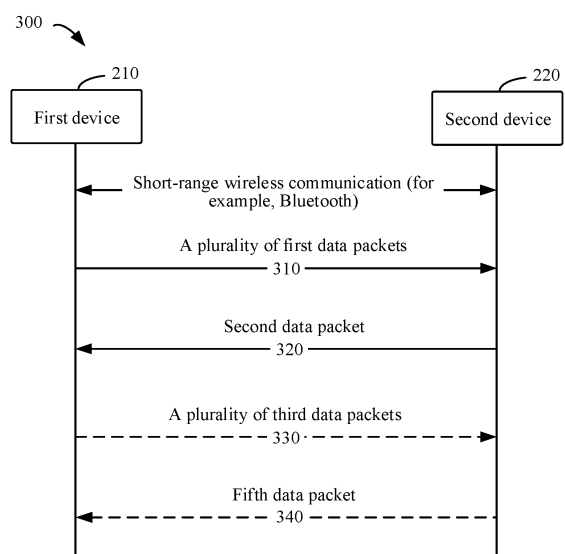 300
210
220
First device
Second device
Short-range wireless communication (for
example, Bluetooth)
A plurality of first data packets
310
Second data packet
320
A plurality of third data packets
330
Fifth data packet
340